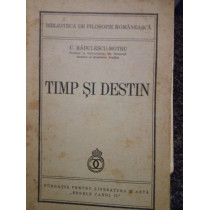 BIBLIOTECA DE FILOSOFIE ROMÂNEASCĂ
C. RĂDULESCU-MOTRU
TIMP ȘI DESTIN
FUNDAȚIA PENTRU LITERATURĂ ȘI ARTĂ
„REGELE CAROL II"